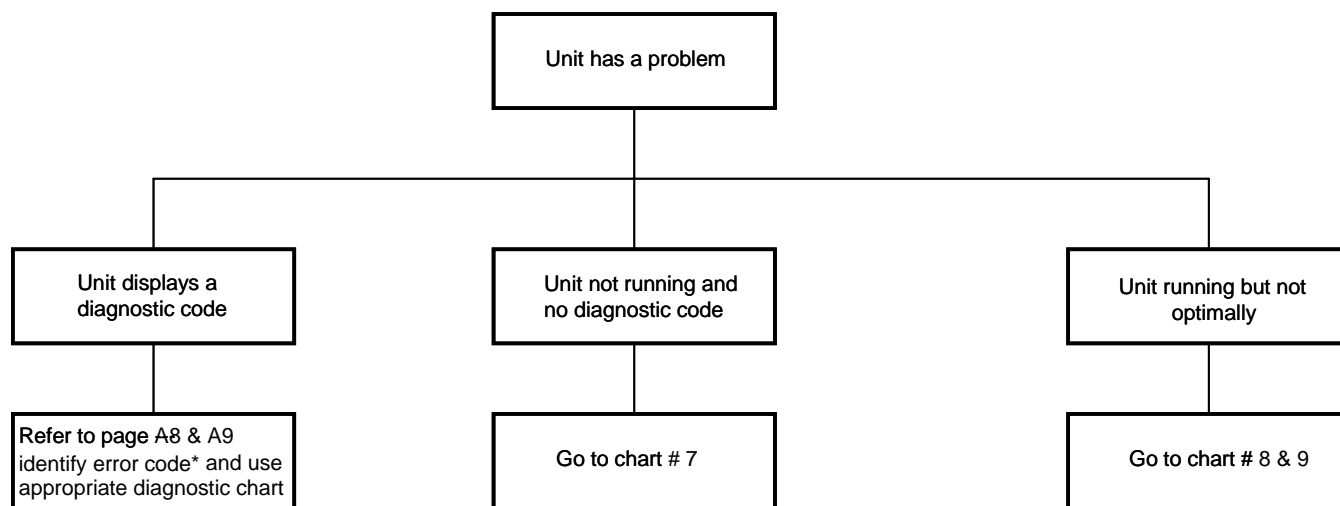 Unit has a problem
Unit displays a
diagnostic code
Unit not running and
no diagnostic code
Unit running but not
optimally
Refer to page A8 & A9
identify error code* and use
appropriate diagnostic chart
Go to chart # 7
Go to chart # 8 & 9